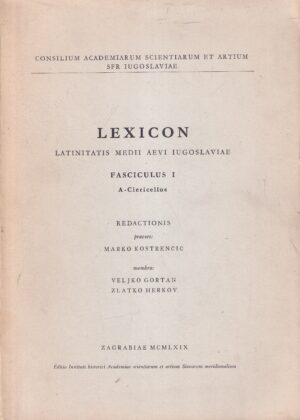 CONSILIUM ACADEMIARUM SCIENTIARUM ET ARTIUM
SFR IUGOSLAVIAE
LEXICON
LATINITATIS MEDII AEVI IUGOSLAVIAE
FASCICULUS I
A-Clericellus
REDACTIONIS
praeses:
MARKO KOSTRENČIĆ
membra:
VELJKO GORTAN
ZLATKO HERKOV
ZAGRABIAE MCMLXIX
Editio Instituti historici Academiae scientiarum et artium Slavorum meridionalium